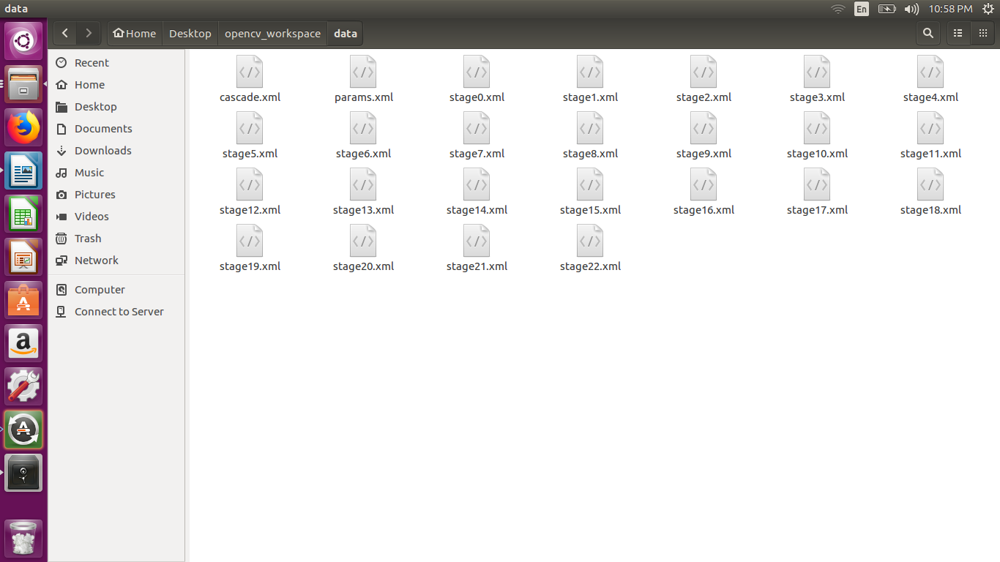 data
En
10:58 PM
Home Desktop opencv_workspace data
Recent
Home
Desktop
Documents
Downloads
Music
Pictures
Videos
Trash
Network
Computer
Connect to Server
cascade.xml params.xml stage0.xml stage1.xml stage2.xml stage3.xml stage4.xml
stage5.xml stage6.xml stage7.xml stage8.xml stage9.xml stage10.xml stage11.xml
stage12.xml stage13.xml stage14.xml stage15.xml stage16.xml stage17.xml stage18.xml
stage19.xml stage20.xml stage21.xml stage22.xml